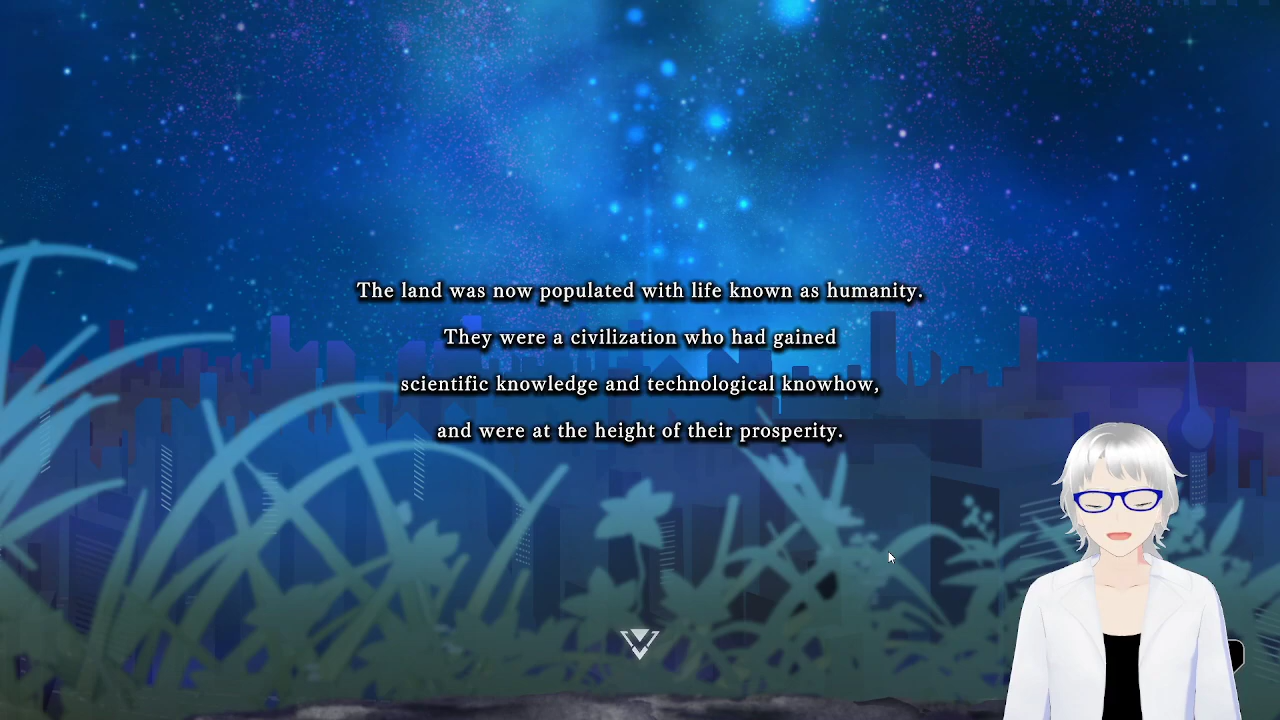 The land was now populated with life known as humanity.
They were a civilization who had gained
scientific knowledge and technological knowhow,
and were at the height of their prosperity.